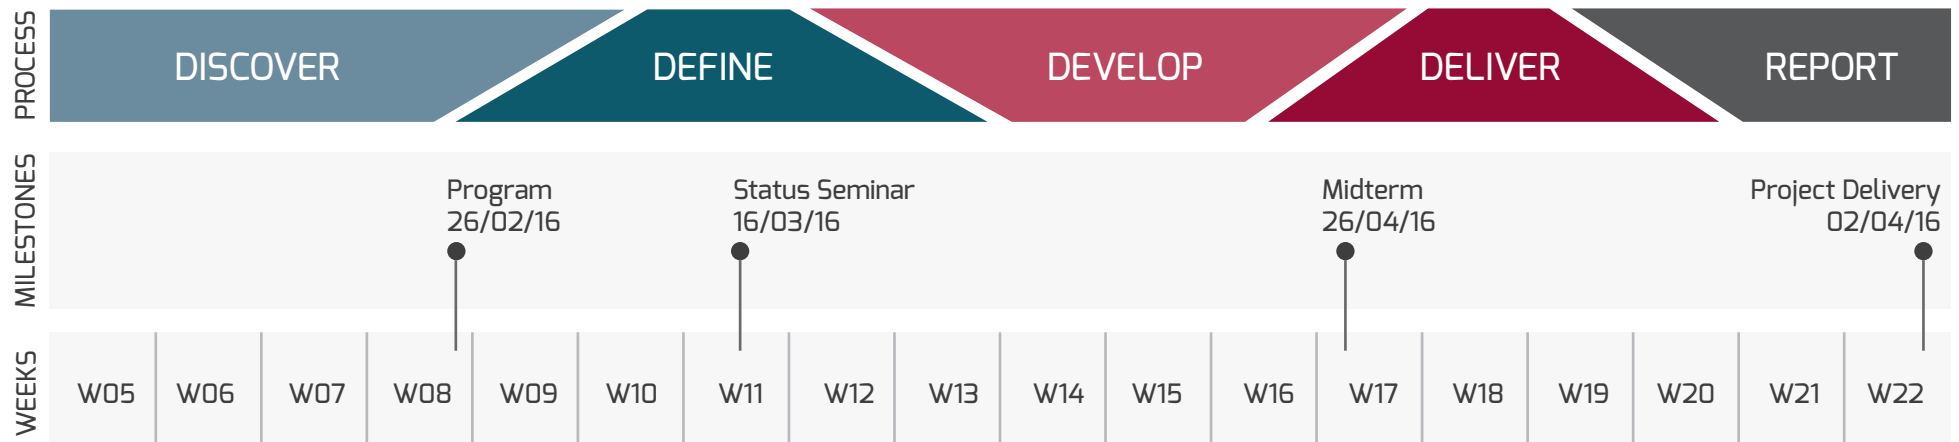 PROCESS
DISCOVER
DEFINE
DEVELOP
DELIVER
REPORT
MILESTONES
Program
26/02/16
Status Seminar
16/03/16
Midterm
26/04/16
Project Delivery
02/04/16
WEEKS
W05
W06
W07
W08
W09
W10
W11
W12
W13
W14
W15
W16
W17
W18
W19
W20
W21
W22